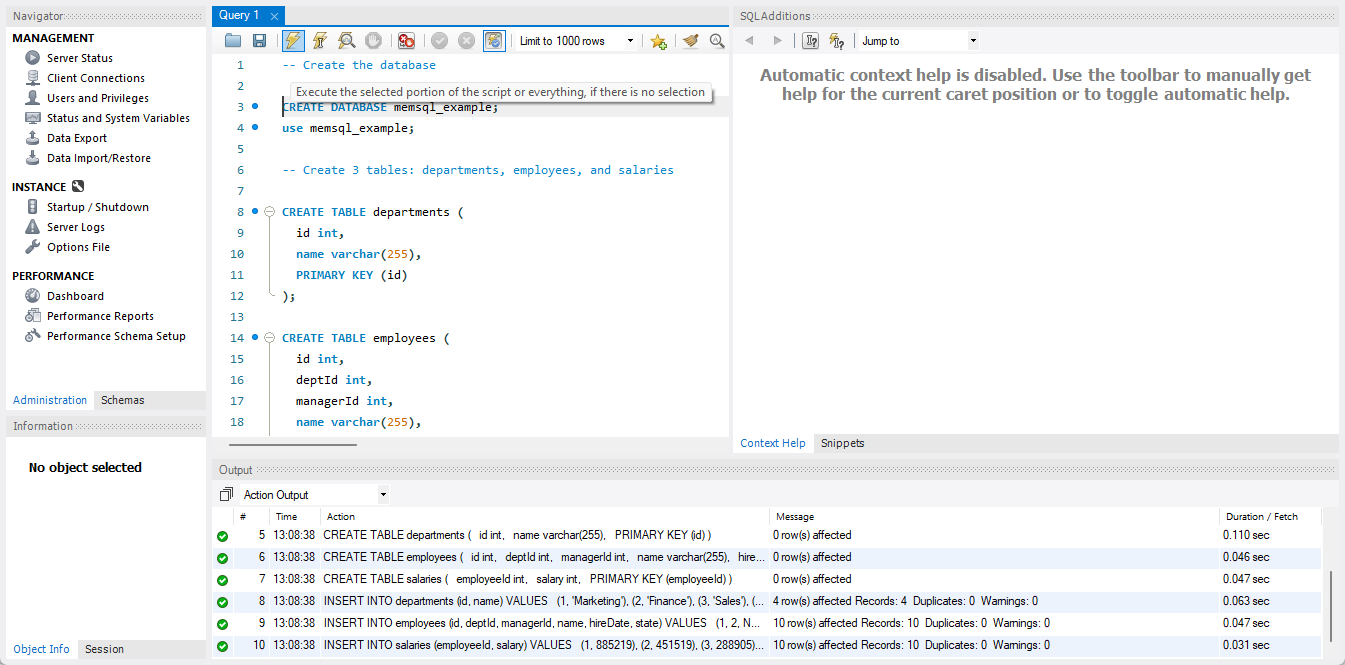 Navigator
MANAGEMENT
Server Status
Client Connections
Users and Privileges
Status and System Variables
Data Export
Data Import/Restore
INSTANCE
Startup / Shutdown
Server Logs
Options File
PERFORMANCE
Dashboard
Performance Reports
Performance Schema Setup
Administration Schemas
Information
No object selected
Object Info Session
Query 1
Limit to 1000 rows
1 -- Create the database
2
Execute the selected portion of the script or everything, if there is no selection
3 CREATE DATABASE memsql_example;
4 use memsql_example;
5
6 -- Create 3 tables: departments, employees, and salaries
7
8 CREATE TABLE departments (
9 id int,
10 name varchar(255),
11 PRIMARY KEY (id)
12 );
13
14 CREATE TABLE employees (
15 id int,
16 deptId int,
17 managerId int,
18 name varchar(255),
SQLAdditions
Jump to
Automatic context help is disabled. Use the toolbar to manually get
help for the current caret position or to toggle automatic help.
Context Help Snippets
Output
Action Output
# Time Action Message Duration / Fetch
5 13:08:38 CREATE TABLE departments ( id int, name varchar(255), PRIMARY KEY (id) ) 0 row(s) affected 0.110 sec
6 13:08:38 CREATE TABLE employees ( id int, deptId int, managerId int, name varchar(255), hire... 0 row(s) affected 0.046 sec
7 13:08:38 CREATE TABLE salaries ( employeeId int, salary int, PRIMARY KEY (employeeId) ) 0 row(s) affected 0.047 sec
8 13:08:38 INSERT INTO departments (id, name) VALUES (1, 'Marketing'), (2, 'Finance'), (3, 'Sales'), (... 4 row(s) affected Records: 4 Duplicates: 0 Warnings: 0 0.063 sec
9 13:08:38 INSERT INTO employees (id, deptId, managerId, name, hireDate, state) VALUES (1, 2, N... 10 row(s) affected Records: 10 Duplicates: 0 Warnings: 0 0.047 sec
10 13:08:38 INSERT INTO salaries (employeeId, salary) VALUES (1, 885219), (2, 451519), (3, 288905)... 10 row(s) affected Records: 10 Duplicates: 0 Warnings: 0 0.031 sec